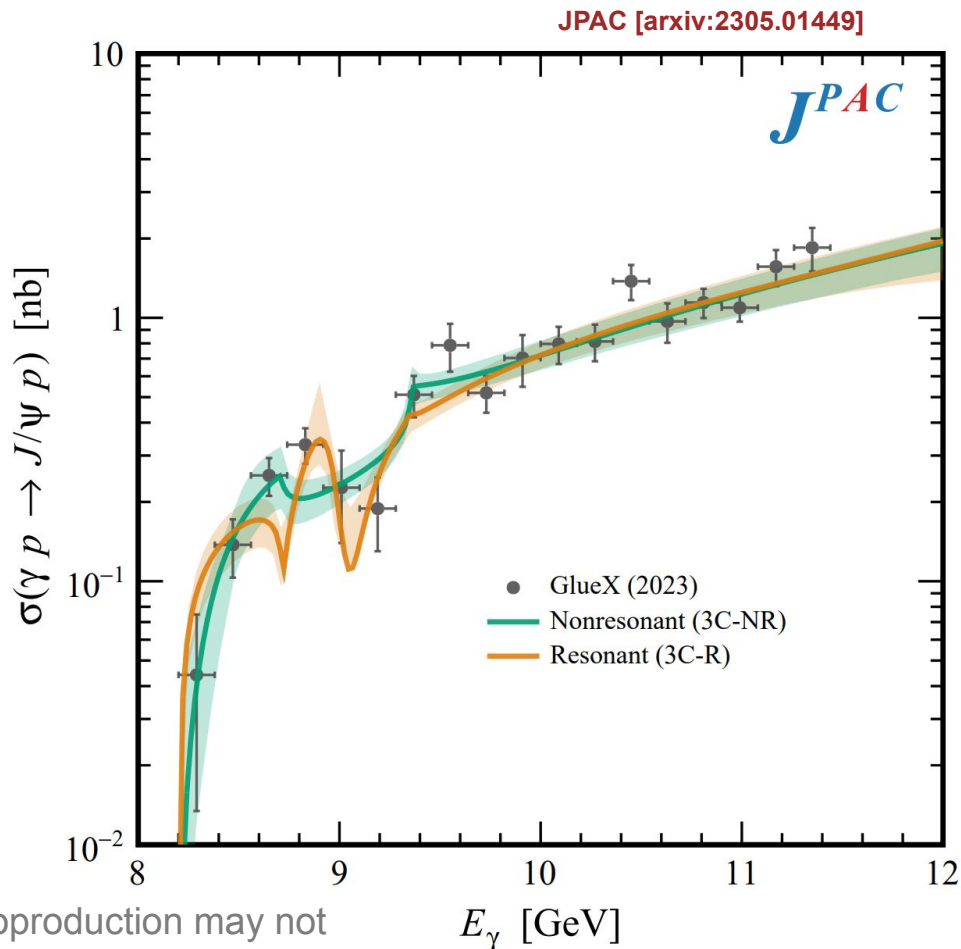 JPAC [arxiv:2305.01449]
10
J^PAC
1
10⁻¹
10⁻²
σ(γ p → J/ψ p) [nb]
GlueX (2023)
Nonresonant (3C-NR)
Resonant (3C-R)
8 9 10 11 12
E_γ [GeV]
production may not